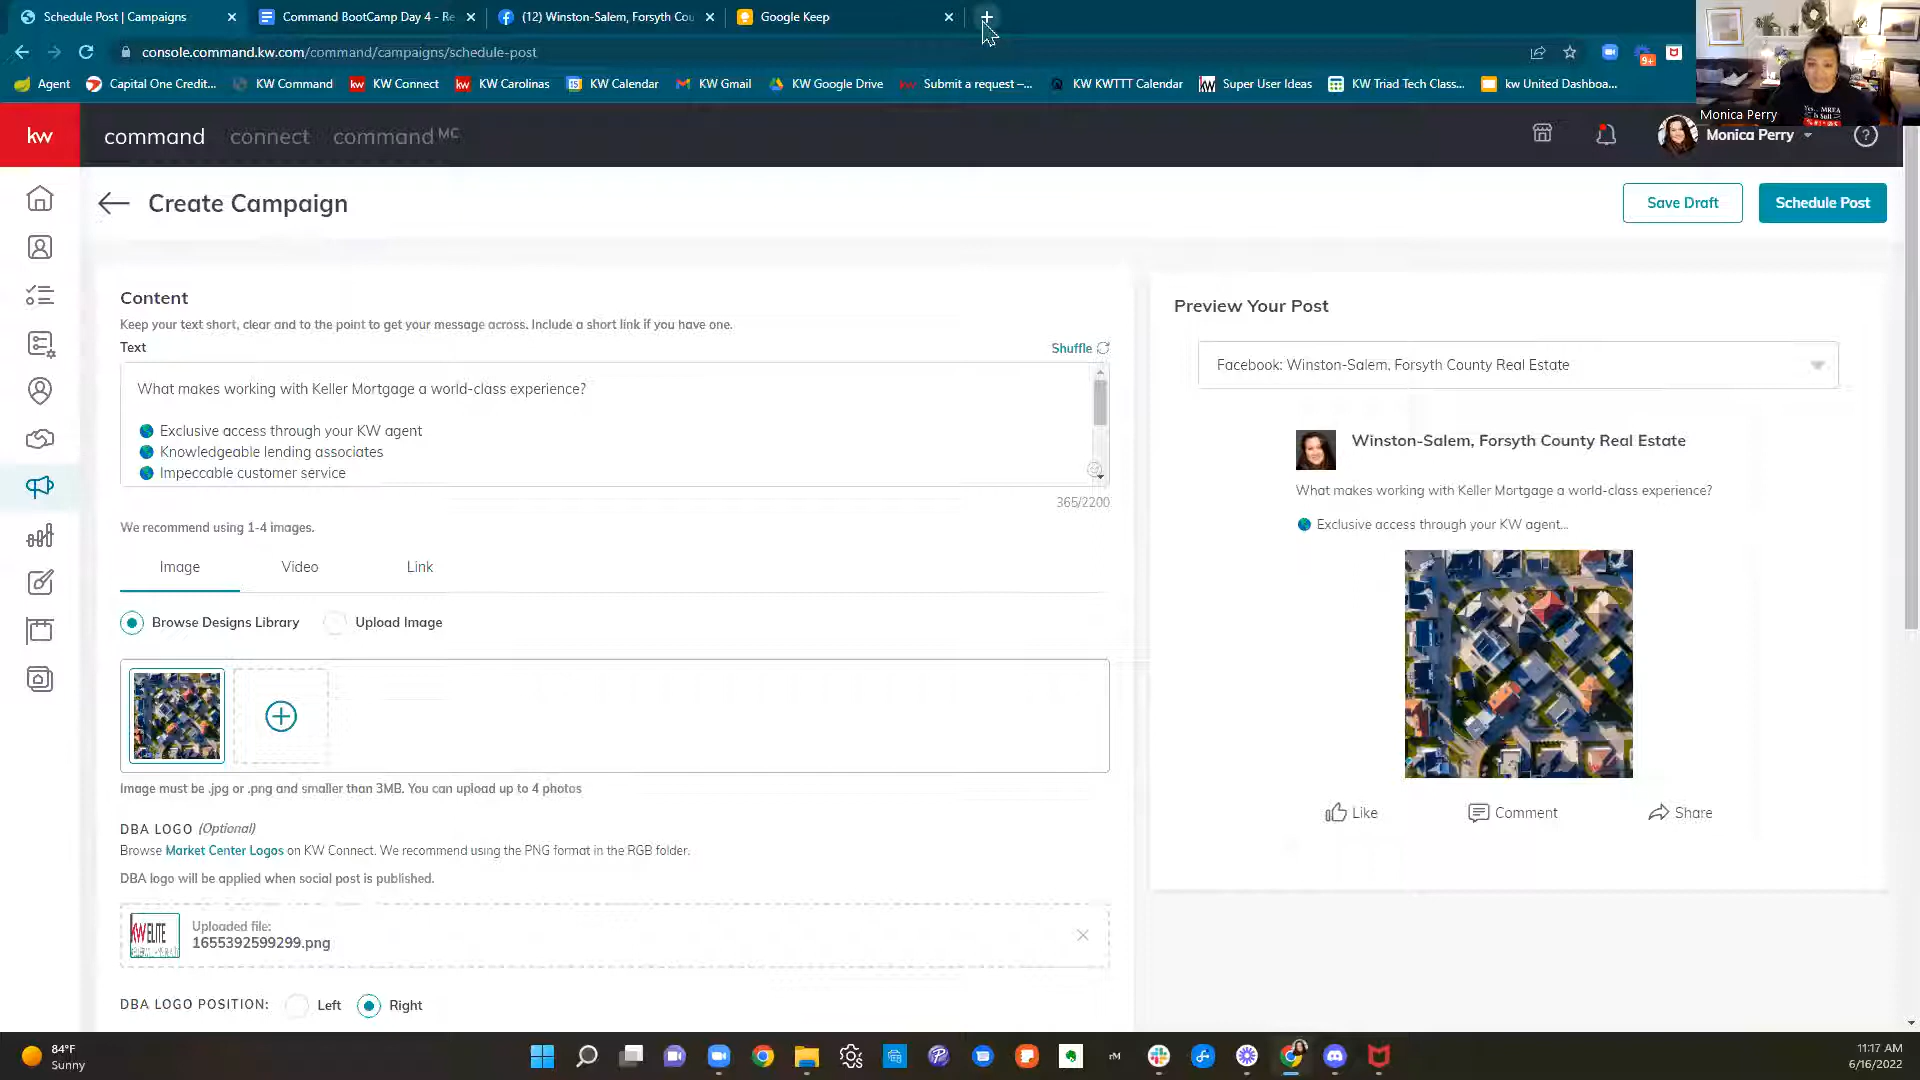 Schedule Post | Campaigns
Command BootCamp Day 4 - Re
(12) Winston-Salem, Forsyth Cou
Google Keep
console.command.kw.com/command/campaigns/schedule-post
9+
Agent
Capital One Credit...
KW Command
KW Connect
KW Carolinas
KW Calendar
KW Gmail
KW Google Drive
Submit a request –...
KW KWTTT Calendar
Super User Ideas
KW Triad Tech Class...
kw United Dashboa...
Monica Perry
kw
command
connect
command MC
Monica Perry
Create Campaign
Save Draft
Schedule Post
Content
Keep your text short, clear and to the point to get your message across. Include a short link if you have one.
Text
Shuffle
What makes working with Keller Mortgage a world-class experience?
Exclusive access through your KW agent
Knowledgeable lending associates
Impeccable customer service
365/2200
We recommend using 1-4 images.
Image
Video
Link
Browse Designs Library
Upload Image
Image must be .jpg or .png and smaller than 3MB. You can upload up to 4 photos
DBA LOGO (Optional)
Browse Market Center Logos on KW Connect. We recommend using the PNG format in the RGB folder.
DBA logo will be applied when social post is published.
KW ELITE
Uploaded file:
1655392599299.png
DBA LOGO POSITION:
Left
Right
Preview Your Post
Facebook: Winston-Salem, Forsyth County Real Estate
Winston-Salem, Forsyth County Real Estate
What makes working with Keller Mortgage a world-class experience?
Exclusive access through your KW agent...
Like
Comment
Share
84°F
Sunny
rM
11:17 AM
6/16/2022